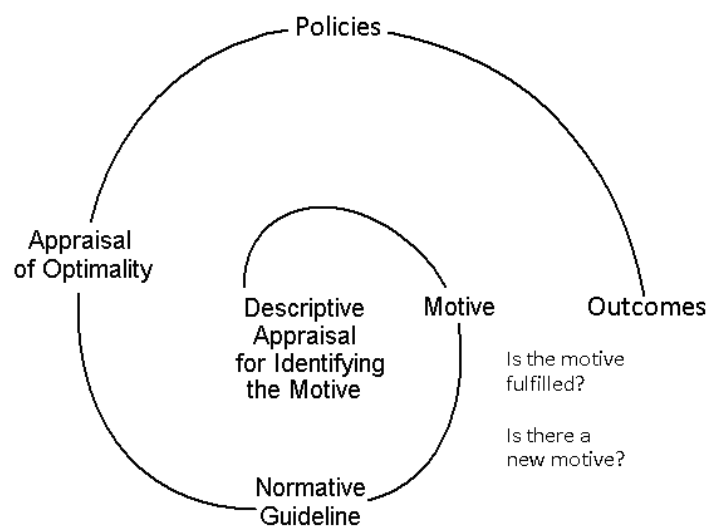 Policies
Appraisal
of Optimality
Descriptive
Appraisal
for Identifying
the Motive
Motive
Outcomes
Is the motive
fulfilled?
Is there a
new motive?
Normative
Guideline